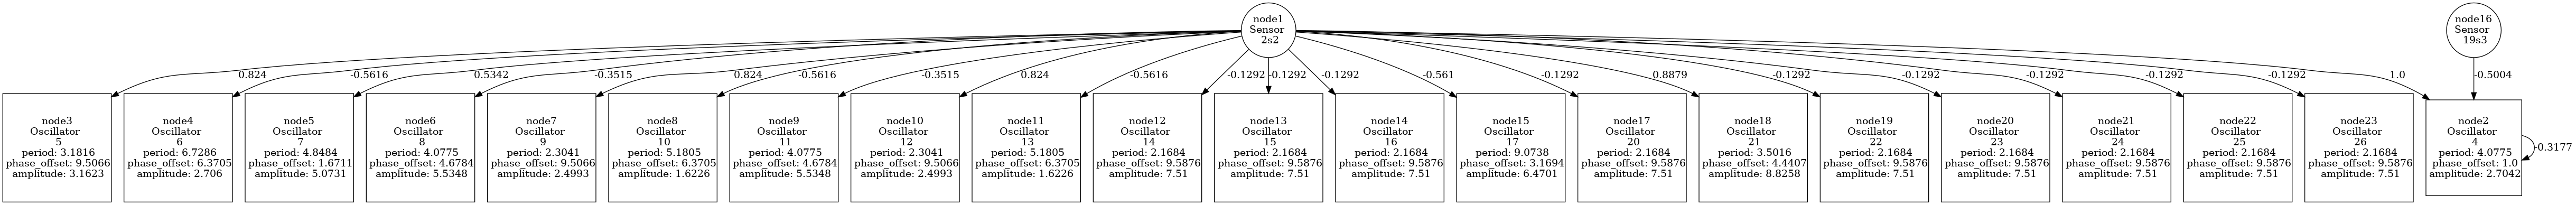 node1
Sensor
2s2
node16
Sensor
19s3
0.824
-0.5616
0.5342
-0.3515
0.824
-0.5616
-0.3515
0.824
-0.5616
-0.1292
-0.1292
-0.1292
-0.561
-0.1292
0.8879
-0.1292
-0.1292
-0.1292
-0.1292
-0.1292
1.0
-0.5004
node3
Oscillator
5
period: 3.1816
phase_offset: 9.5066
amplitude: 3.1623
node4
Oscillator
6
period: 6.7286
phase_offset: 6.3705
amplitude: 2.706
node5
Oscillator
7
period: 4.8484
phase_offset: 1.6711
amplitude: 5.0731
node6
Oscillator
8
period: 4.0775
phase_offset: 4.6784
amplitude: 5.5348
node7
Oscillator
9
period: 2.3041
phase_offset: 9.5066
amplitude: 2.4993
node8
Oscillator
10
period: 5.1805
phase_offset: 6.3705
amplitude: 1.6226
node9
Oscillator
11
period: 4.0775
phase_offset: 4.6784
amplitude: 5.5348
node10
Oscillator
12
period: 2.3041
phase_offset: 9.5066
amplitude: 2.4993
node11
Oscillator
13
period: 5.1805
phase_offset: 6.3705
amplitude: 1.6226
node12
Oscillator
14
period: 2.1684
phase_offset: 9.5876
amplitude: 7.51
node13
Oscillator
15
period: 2.1684
phase_offset: 9.5876
amplitude: 7.51
node14
Oscillator
16
period: 2.1684
phase_offset: 9.5876
amplitude: 7.51
node15
Oscillator
17
period: 9.0738
phase_offset: 3.1694
amplitude: 6.4701
node17
Oscillator
20
period: 2.1684
phase_offset: 9.5876
amplitude: 7.51
node18
Oscillator
21
period: 3.5016
phase_offset: 4.4407
amplitude: 8.8258
node19
Oscillator
22
period: 2.1684
phase_offset: 9.5876
amplitude: 7.51
node20
Oscillator
23
period: 2.1684
phase_offset: 9.5876
amplitude: 7.51
node21
Oscillator
24
period: 2.1684
phase_offset: 9.5876
amplitude: 7.51
node22
Oscillator
25
period: 2.1684
phase_offset: 9.5876
amplitude: 7.51
node23
Oscillator
26
period: 2.1684
phase_offset: 9.5876
amplitude: 7.51
node2
Oscillator
4
period: 4.0775
phase_offset: 1.0
amplitude: 2.7042
-0.3177